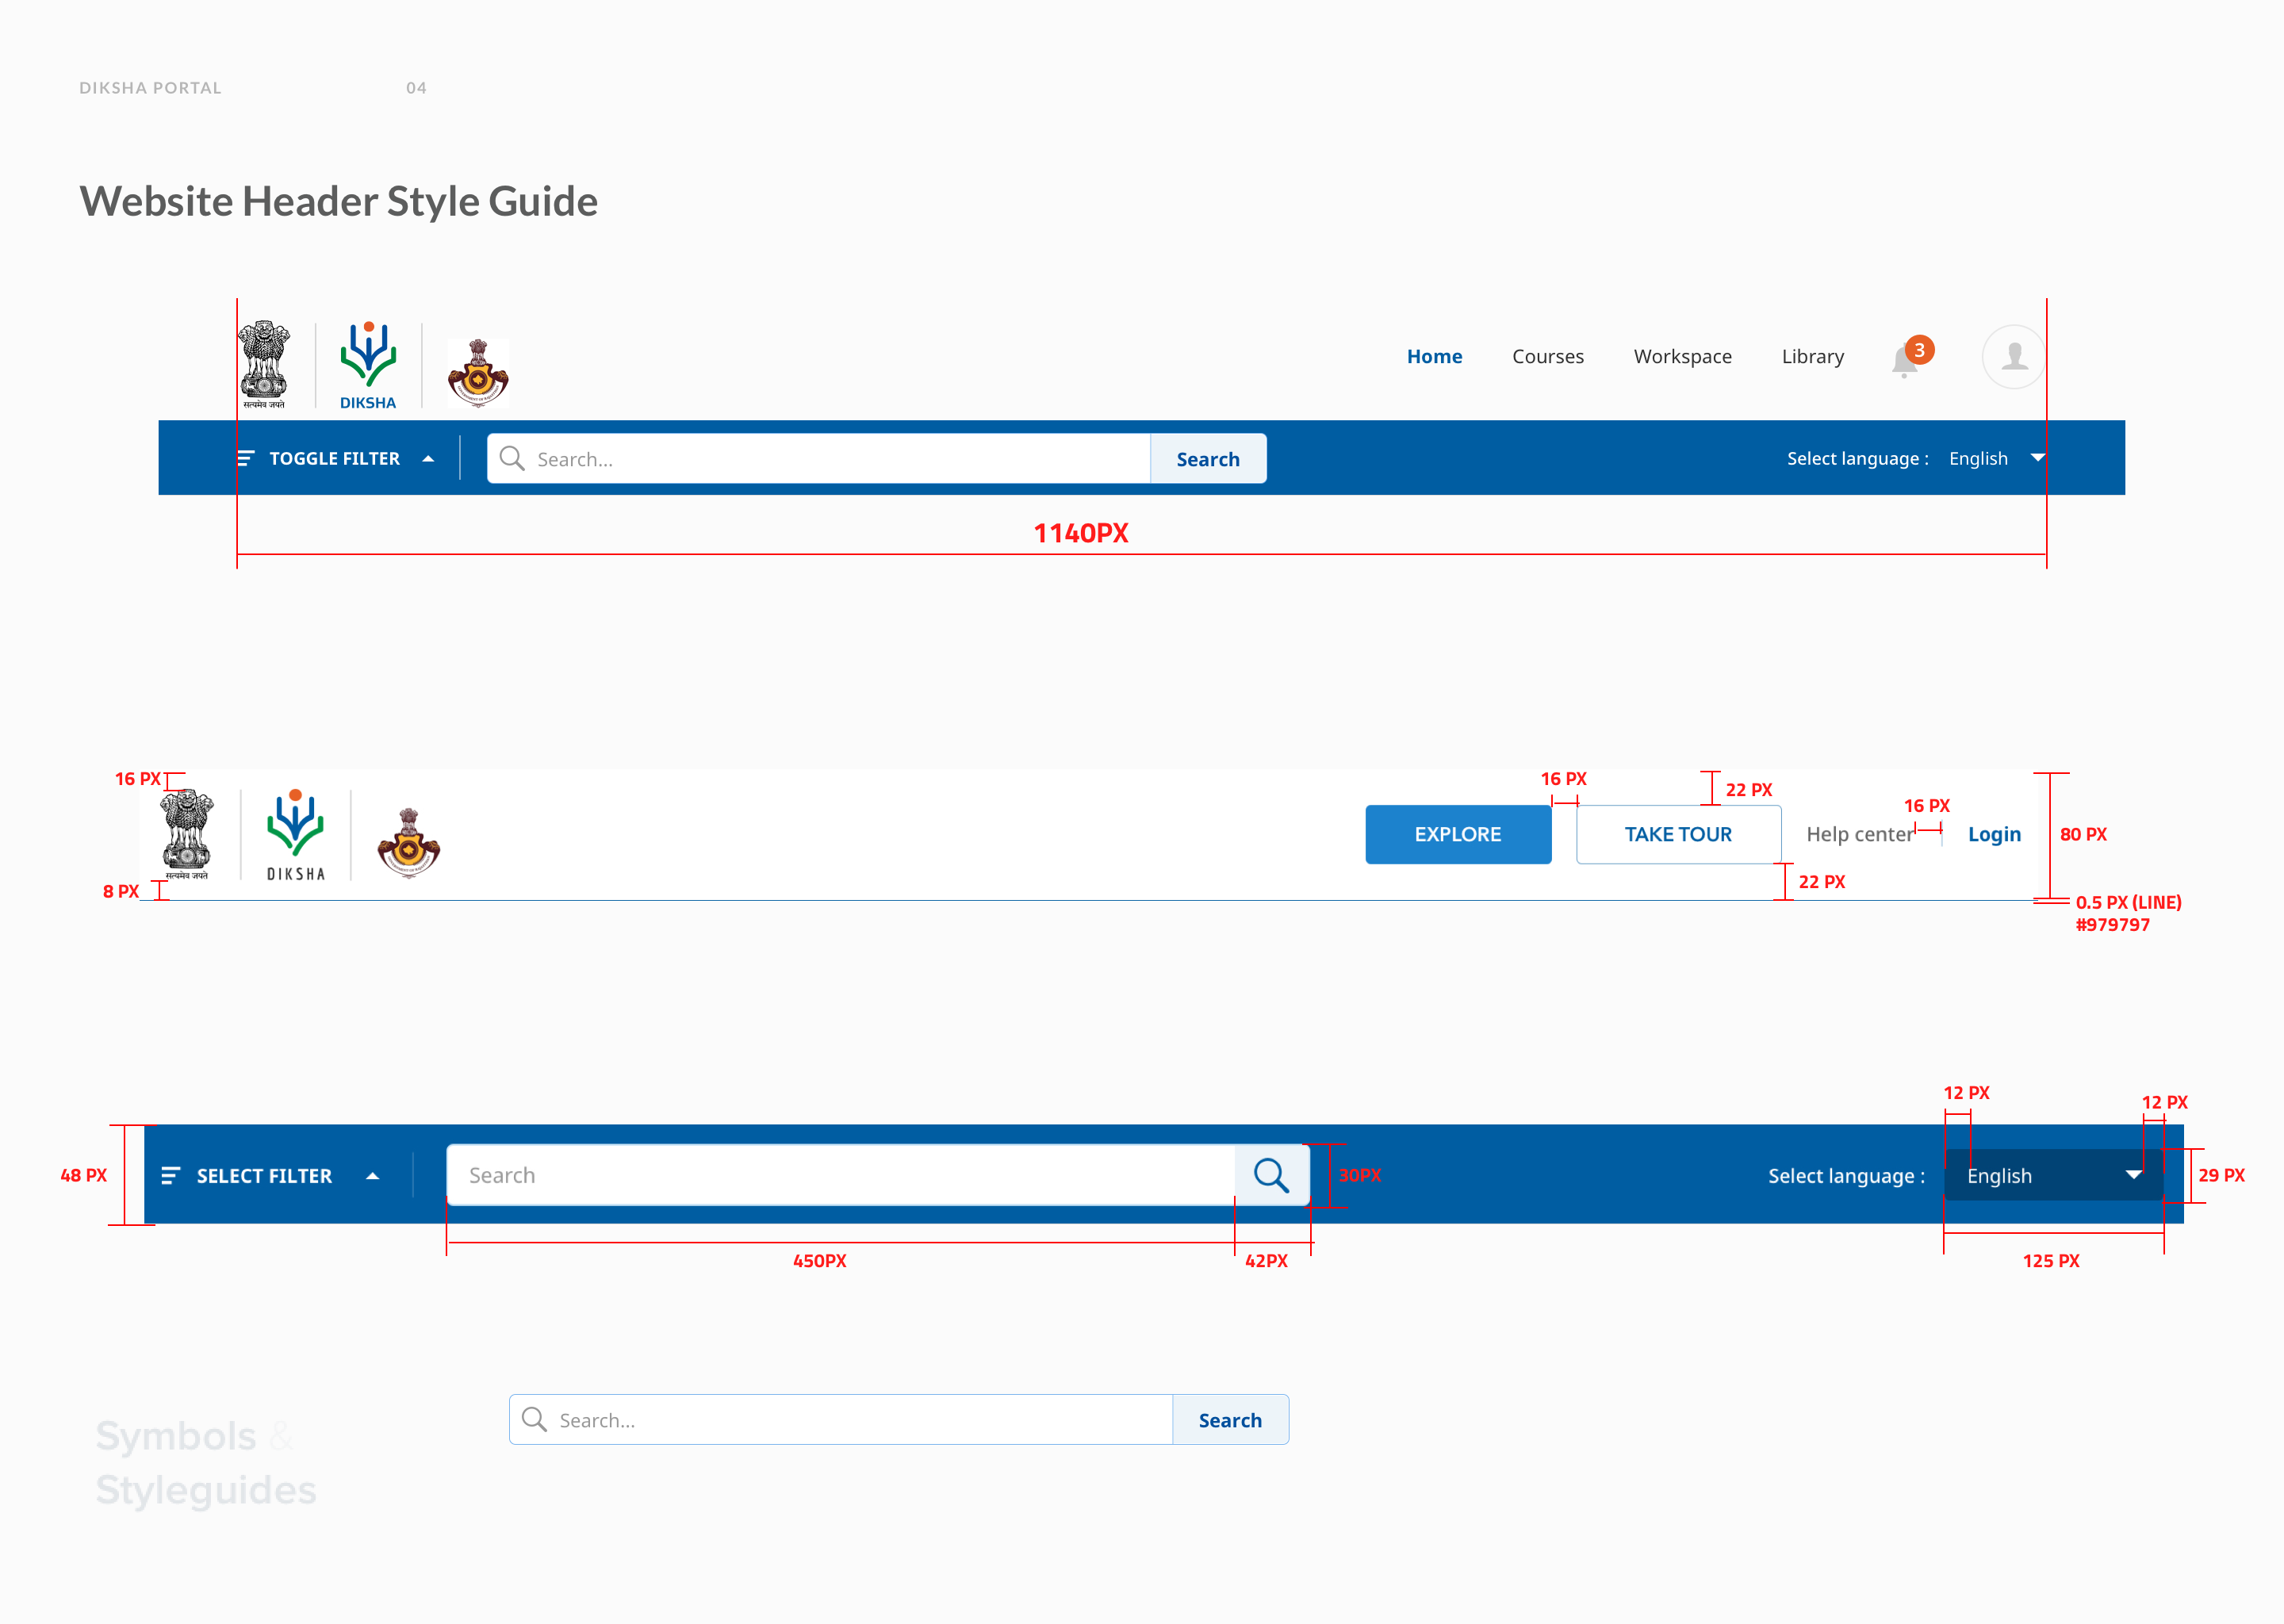 DIKSHA PORTAL 04
Website Header Style Guide
सत्यमेव जयते
DIKSHA
Home Courses Workspace Library 3
TOGGLE FILTER Search... Search Select language : English
1140PX
16 PX 16 PX 22 PX 16 PX
EXPLORE TAKE TOUR Help center Login 80 PX
सत्यमेव जयते DIKSHA
8 PX 22 PX
0.5 PX (LINE)
#979797
12 PX 12 PX
48 PX SELECT FILTER Search 30PX Select language : English 29 PX
450PX 42PX 125 PX
Search... Search
Symbols &
Styleguides